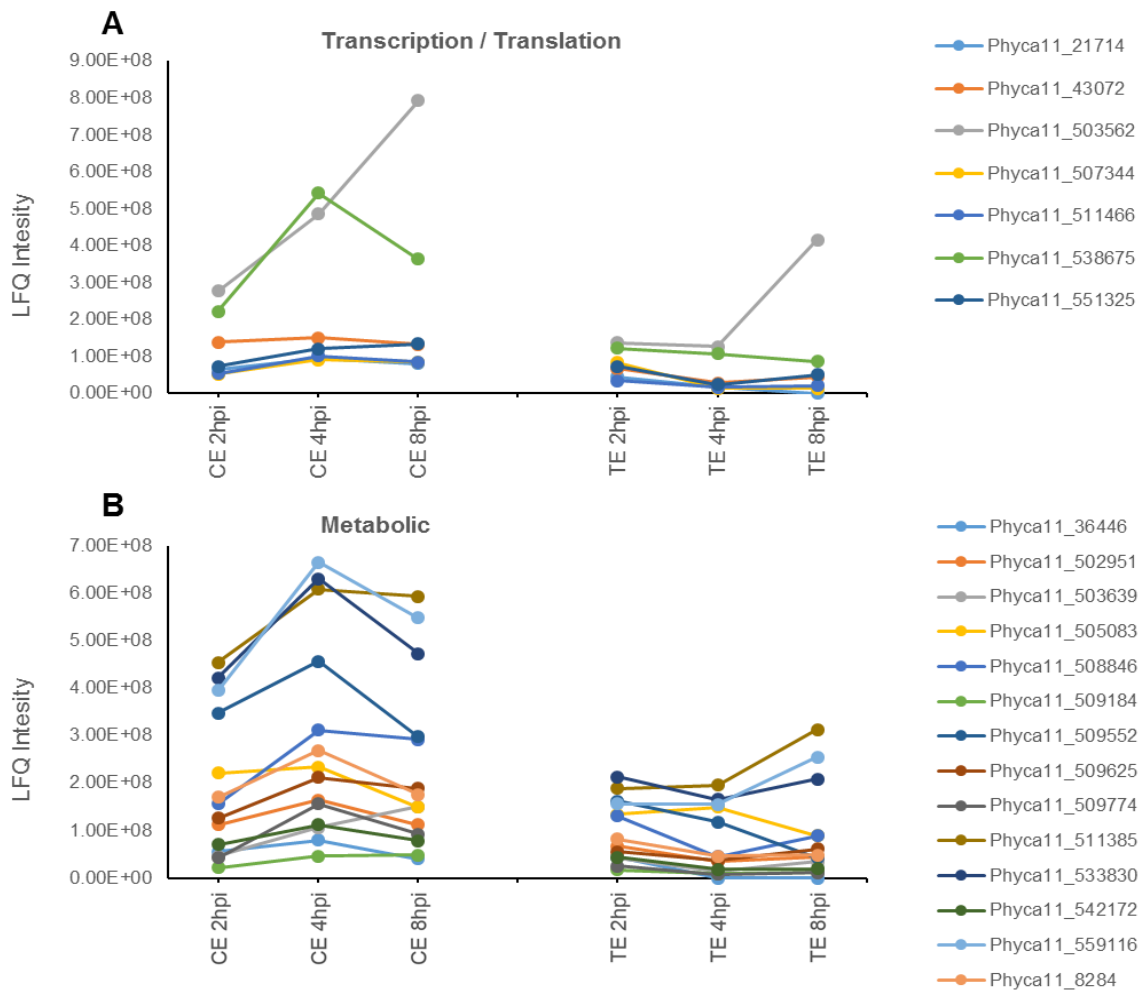 A
Transcription / Translation
9.00E+08
8.00E+08
7.00E+08
6.00E+08
5.00E+08
4.00E+08
3.00E+08
2.00E+08
1.00E+08
0.00E+00
LFQ Intesity
CE 2hpi
CE 4hpi
CE 8hpi
TE 2hpi
TE 4hpi
TE 8hpi
Phyca11_21714
Phyca11_43072
Phyca11_503562
Phyca11_507344
Phyca11_511466
Phyca11_538675
Phyca11_551325
B
Metabolic
7.00E+08
6.00E+08
5.00E+08
4.00E+08
3.00E+08
2.00E+08
1.00E+08
0.00E+00
LFQ Intesity
CE 2hpi
CE 4hpi
CE 8hpi
TE 2hpi
TE 4hpi
TE 8hpi
Phyca11_36446
Phyca11_502951
Phyca11_503639
Phyca11_505083
Phyca11_508846
Phyca11_509184
Phyca11_509552
Phyca11_509625
Phyca11_509774
Phyca11_511385
Phyca11_533830
Phyca11_542172
Phyca11_559116
Phyca11_8284